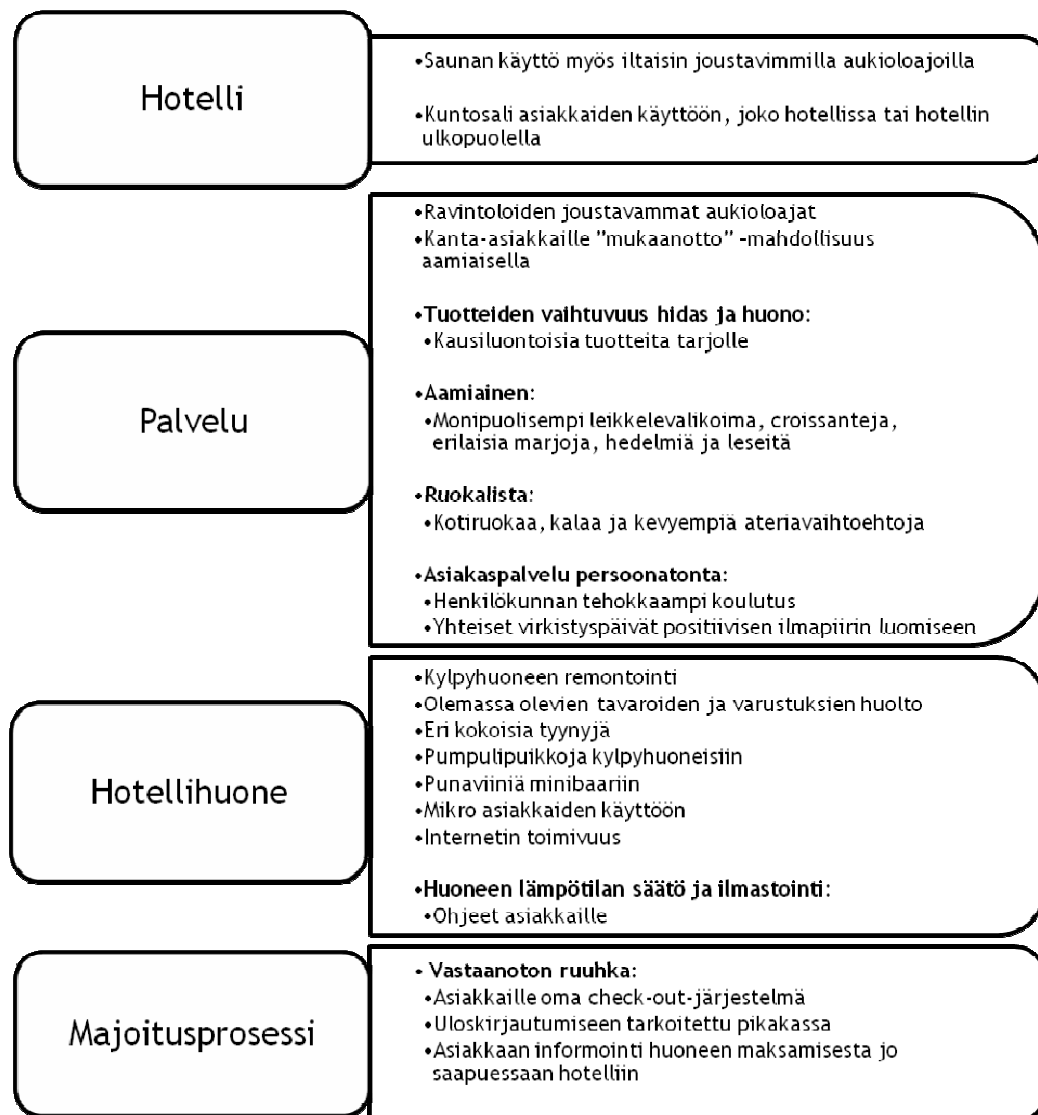 Hotelli
•Saunan käyttö myös iltaisin joustavimmilla aukioloajoilla
•Kuntosali asiakkaiden käyttöön, joko hotellissa tai hotellin
ulkopuolella
Palvelu
•Ravintoloiden joustavammat aukioloajat
•Kanta-asiakkaille "mukaanotto" -mahdollisuus
aamiaisella
•Tuotteiden vaihtuvuus hidas ja huono:
•Kausiluontoisia tuotteita tarjolle
•Aamiainen:
•Monipuolisempi leikkelevalikoima, croissanteja,
erilaisia marjoja, hedelmiä ja leseitä
•Ruokalista:
•Kotiruokaa, kalaa ja kevyempiä ateriavaihtoehtoja
•Asiakaspalvelu persoonatonta:
•Henkilökunnan tehokkaampi koulutus
•Yhteiset virkistyspäivät positiivisen ilmapiirin luomiseen
Hotellihuone
•Kylpyhuoneen remontointi
•Olemassa olevien tavaroiden ja varustuksien huolto
•Eri kokoisia tyynyjä
•Pumpulipuikkoja kylpyhuoneisiin
•Punaviiniä minibaariin
•Mikro asiakkaiden käyttöön
•Internetin toimivuus
•Huoneen lämpötilan säätö ja ilmastointi:
•Ohjeet asiakkaille
Majoitusprosessi
• Vastaanoton ruuhka:
•Asiakkaille oma check-out-järjestelmä
•Uloskirjautumiseen tarkoitettu pikakassa
•Asiakkaan informointi huoneen maksamisesta jo
saapuessaan hotelliin